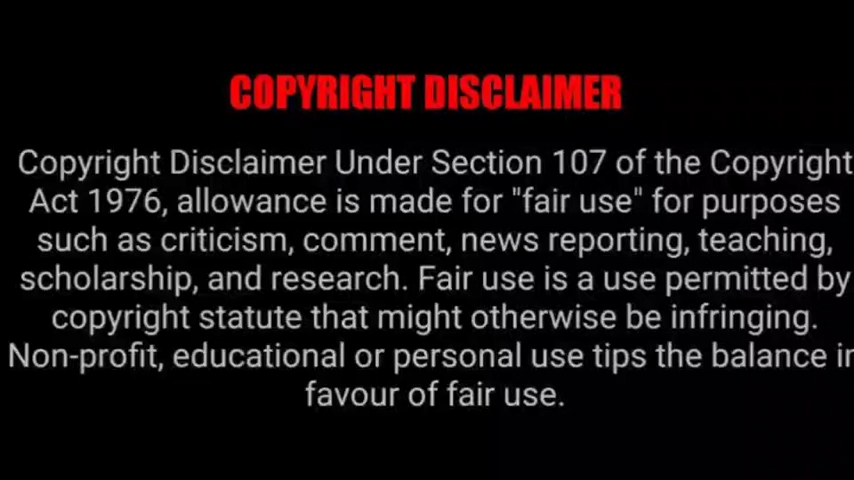 COPYRIGHT DISCLAIMER
Copyright Disclaimer Under Section 107 of the Copyright
Act 1976, allowance is made for "fair use" for purposes
such as criticism, comment, news reporting, teaching,
scholarship, and research. Fair use is a use permitted by
copyright statute that might otherwise be infringing.
Non-profit, educational or personal use tips the balance in
favour of fair use.